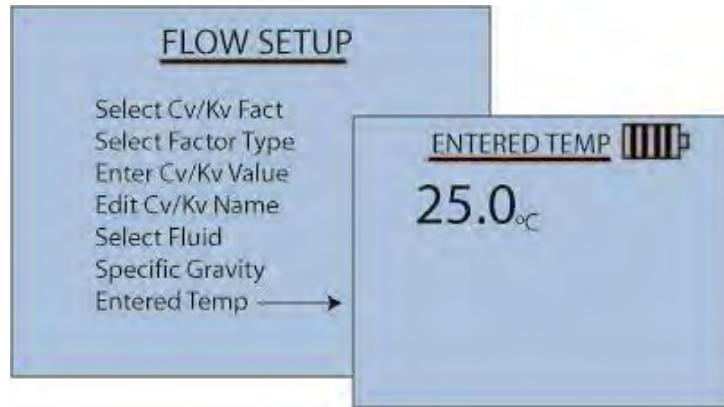 FLOW SETUP
Select Cv/Kv Fact
Select Factor Type
Enter Cv/Kv Value
Edit Cv/Kv Name
Select Fluid
Specific Gravity
Entered Temp
ENTERED TEMP
25.0°C